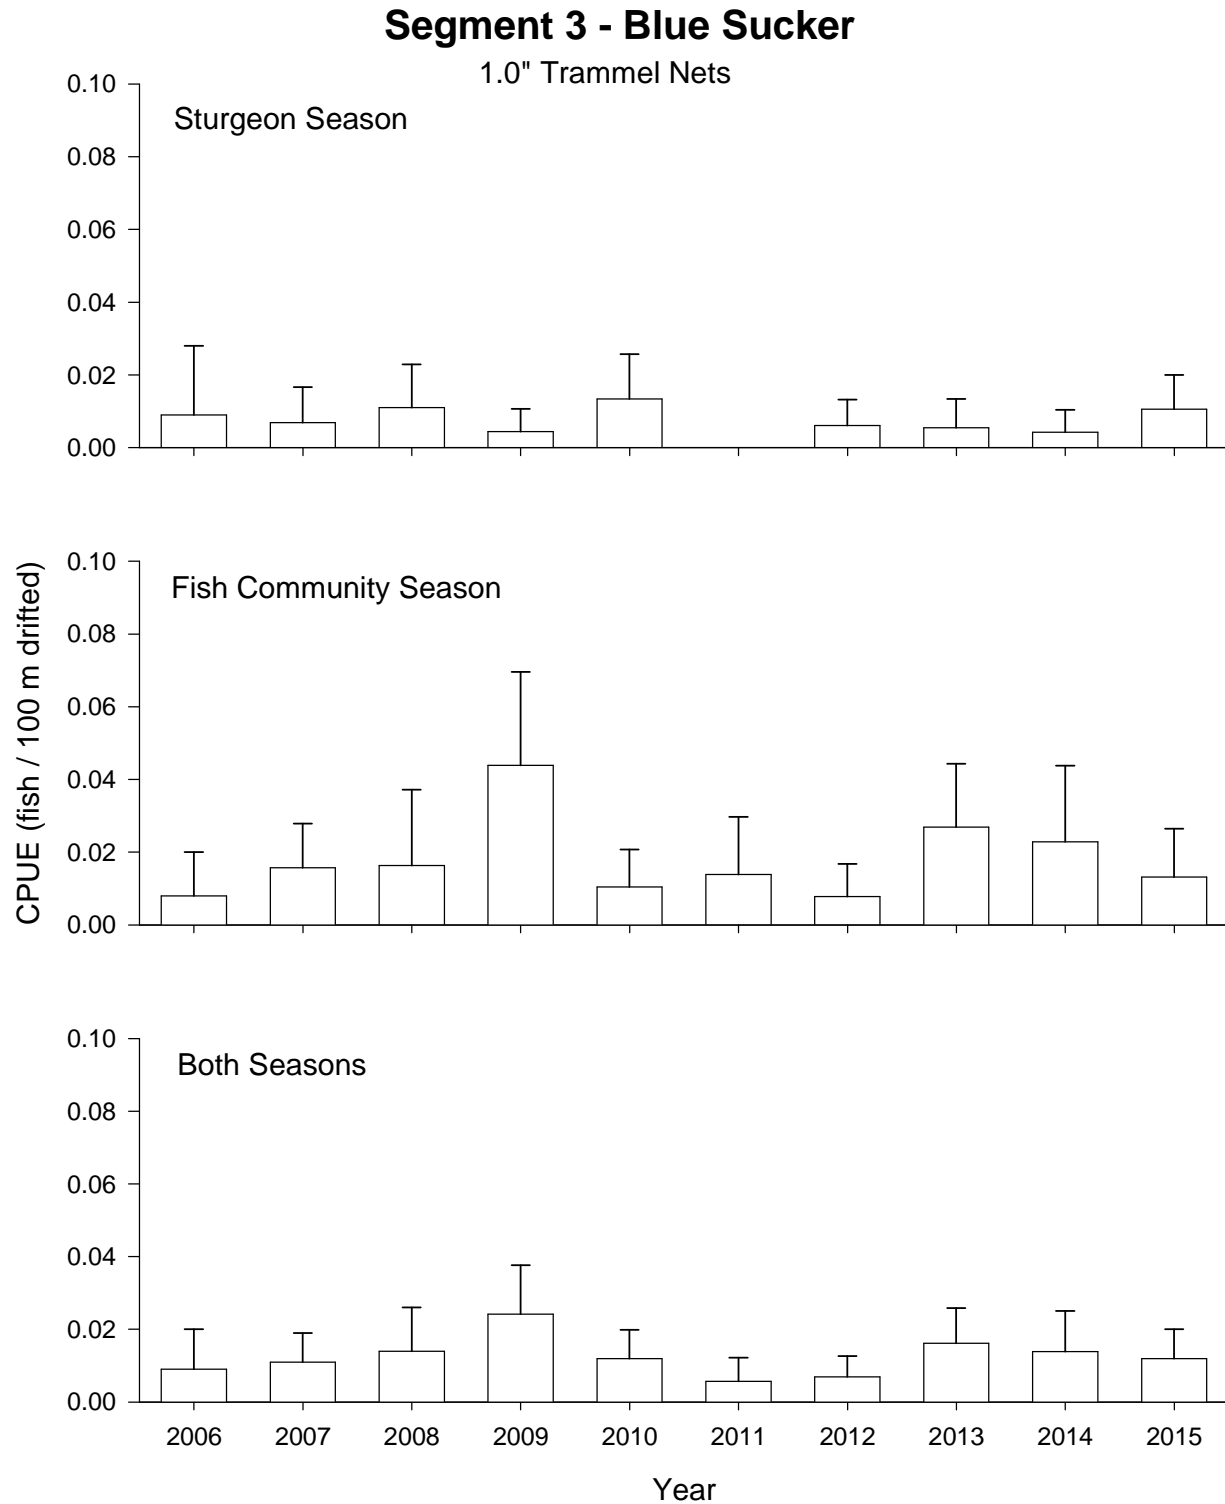 Segment 3 - Blue Sucker
1.0" Trammel Nets
Sturgeon Season
0.10
0.08
0.06
0.04
0.02
0.00
CPUE (fish / 100 m drifted)
Fish Community Season
0.10
0.08
0.06
0.04
0.02
0.00
Both Seasons
0.10
0.08
0.06
0.04
0.02
0.00
2006 2007 2008 2009 2010 2011 2012 2013 2014 2015
Year